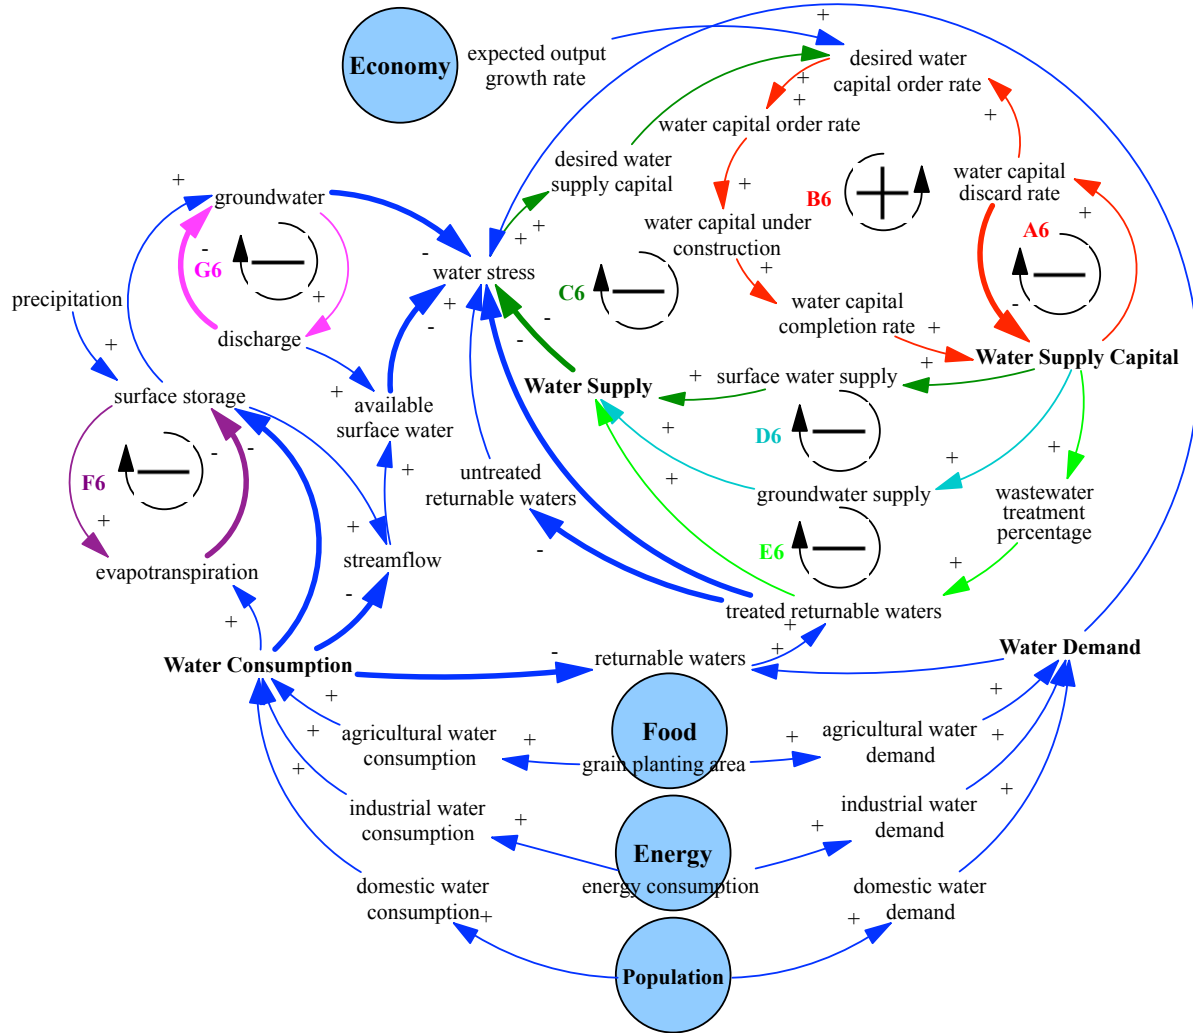 Economy
expected output
growth rate
+
desired water
capital order rate
+
+
water capital order rate
+
desired water
supply capital
B6
water capital
discard rate
+
+
groundwater
+
water capital under
construction
A6
+
+
-
-
G6
-
water stress
C6
+
-
precipitation
+
water capital
completion rate
+
discharge
+
-
-
+
-
Water Supply Capital
Water Supply
+
surface water supply
+
surface storage
+
available
surface water
D6
+
-
-
F6
+
untreated
returnable waters
+
+
groundwater supply
+
+
wastewater
treatment
percentage
+
+
E6
-
evapotranspiration
streamflow
+
-
treated returnable waters
+
+
+
Water Consumption
-
returnable waters
Water Demand
+
+
agricultural water
consumption
+
Food
grain planting area
+
agricultural water
demand
+
+
+
industrial water
consumption
+
Energy
energy consumption
+
industrial water
demand
+
domestic water
consumption
+
Population
+
domestic water
demand